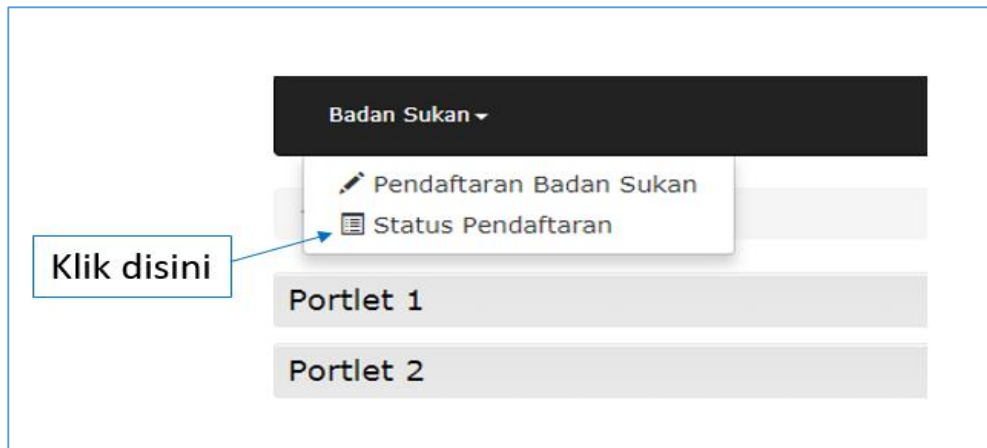 Badan Sukan
Pendaftaran Badan Sukan
Status Pendaftaran
Klik disini
Portlet 1
Portlet 2